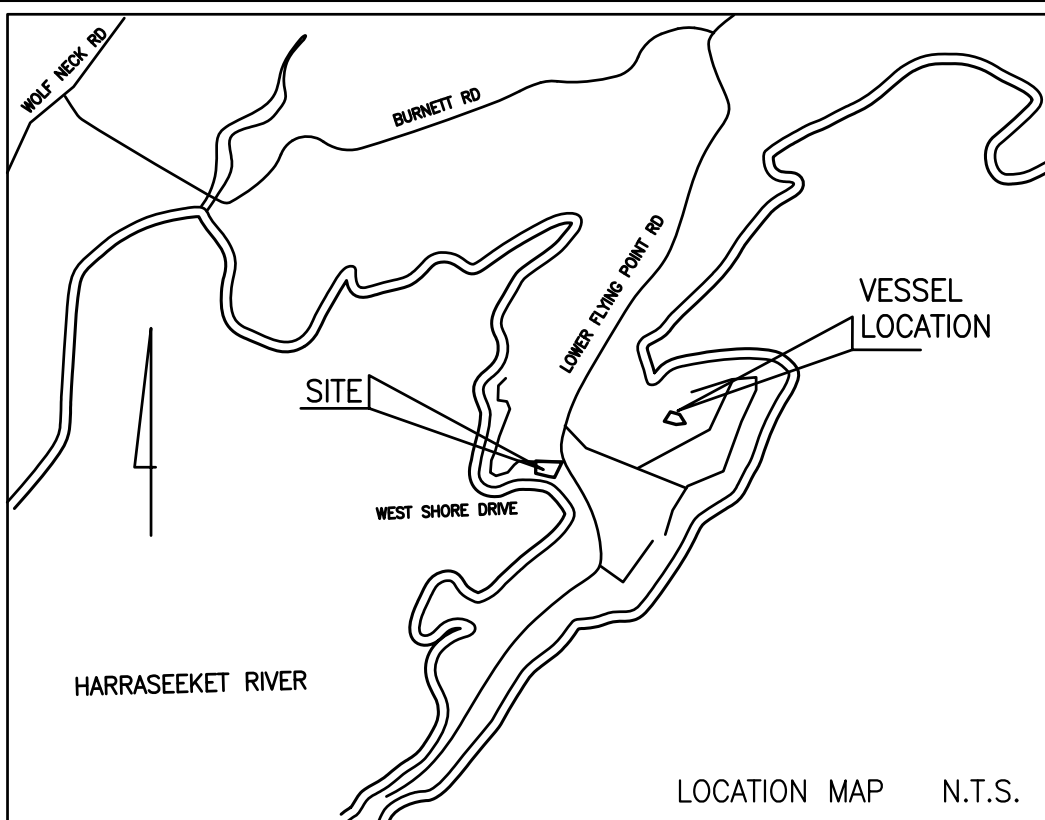 WOLF NECK RD
BURNETT RD
LOWER FLYING POINT RD
VESSEL
LOCATION
SITE
WEST SHORE DRIVE
HARRASEEKET RIVER
LOCATION MAP N.T.S.